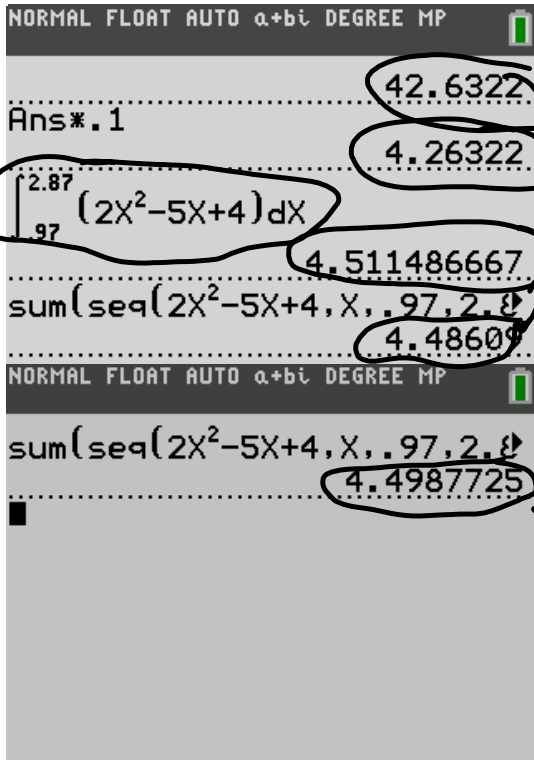 NORMAL FLOAT AUTO a+bi DEGREE MP
42.6322
Ans*.1
4.26322
∫.97^2.87 (2X²-5X+4)dX
4.511486667
sum(seq(2X²-5X+4,X,.97,2.
4.48609
NORMAL FLOAT AUTO a+bi DEGREE MP
sum(seq(2X²-5X+4,X,.97,2.
4.4987725